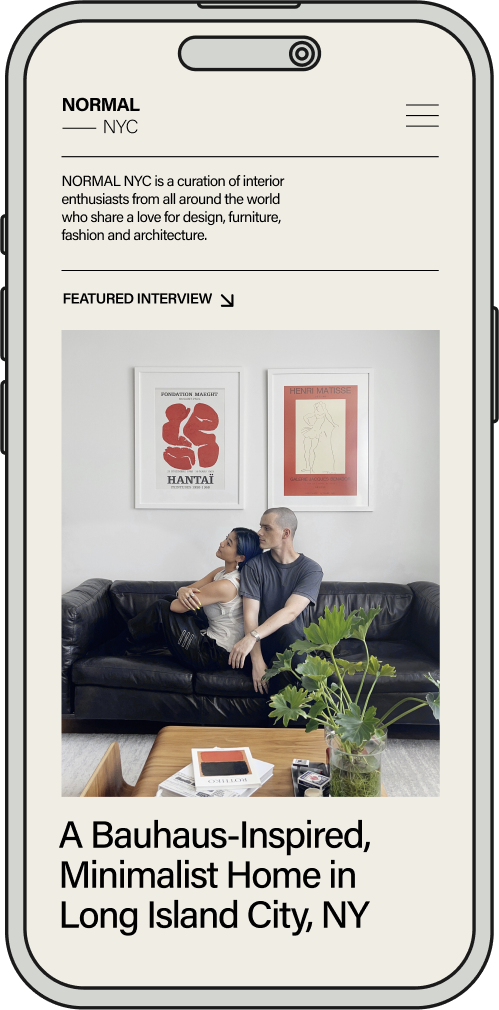 NORMAL
NYC
NORMAL NYC is a curation of interior
enthusiasts from all around the world
who share a love for design, furniture,
fashion and architecture.
FEATURED INTERVIEW
FONDATION MAEGHT
HANTAÏ
HENRI MATISSE
A Bauhaus-Inspired,
Minimalist Home in
Long Island City, NY